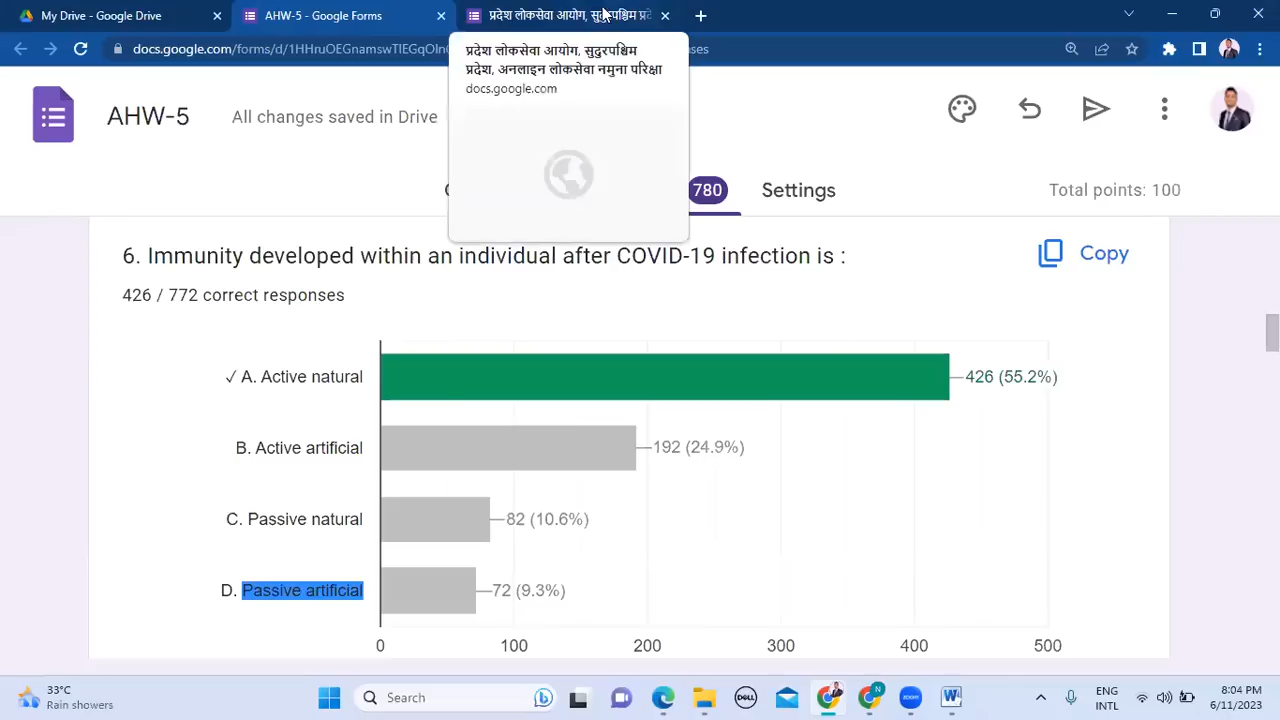 My Drive - Google Drive
AHW-5 - Google Forms
प्रदेश लोकसेवा आयोग, सुदुरपश्चिम प्रदे
docs.google.com/forms/d/1HHruOEGnamswTlEGqOln
ses
प्रदेश लोकसेवा आयोग, सुदुरपश्चिम
प्रदेश, अनलाइन लोकसेवा नमुना परिक्षा
docs.google.com
AHW-5
All changes saved in Drive
780
Settings
Total points: 100
6. Immunity developed within an individual after COVID-19 infection is :
Copy
426 / 772 correct responses
✓ A. Active natural
426 (55.2%)
B. Active artificial
192 (24.9%)
C. Passive natural
82 (10.6%)
D. Passive artificial
72 (9.3%)
0 100 200 300 400 500
33°C
Rain showers
Search
DELL
N
zoom
W
ENG
INTL
8:04 PM
6/11/2023